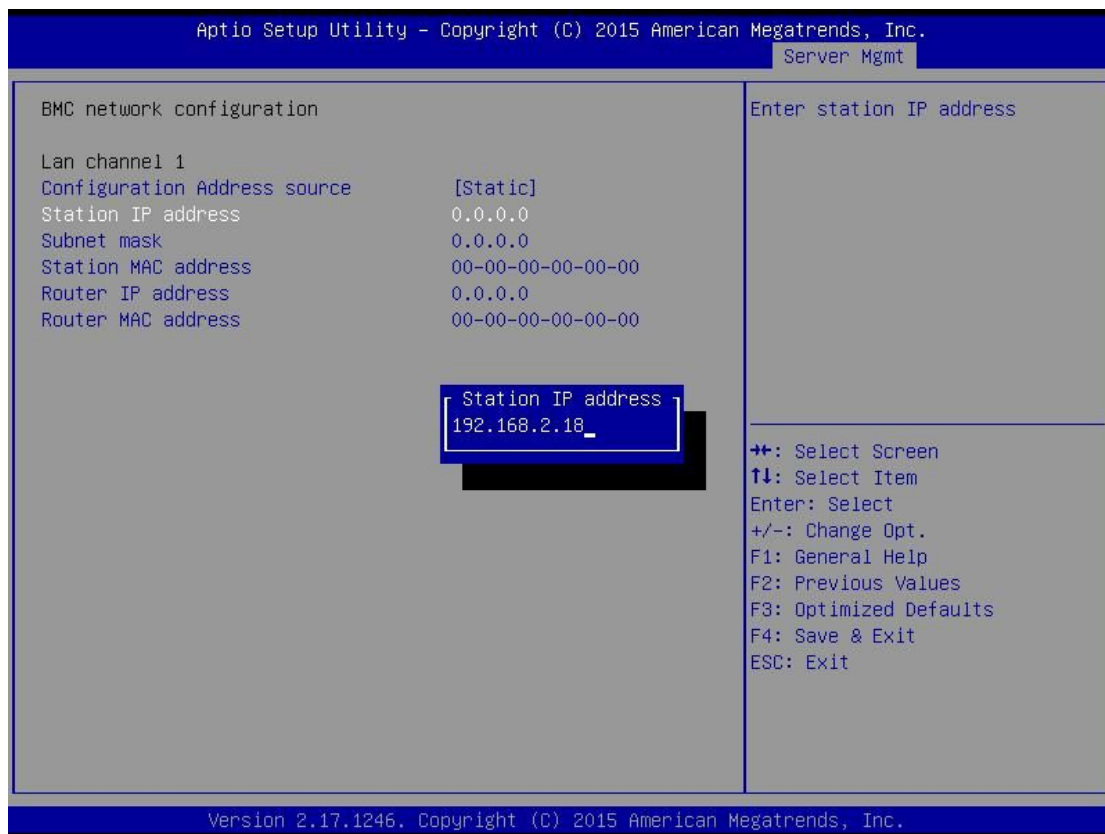 Aptio Setup Utility – Copyright (C) 2015 American Megatrends, Inc.
Server Mgmt
BMC network configuration
Lan channel 1
Configuration Address source [Static]
Station IP address 0.0.0.0
Subnet mask 0.0.0.0
Station MAC address 00-00-00-00-00-00
Router IP address 0.0.0.0
Router MAC address 00-00-00-00-00-00
Station IP address
192.168.2.18_
Enter station IP address
→←: Select Screen
↑↓: Select Item
Enter: Select
+/-: Change Opt.
F1: General Help
F2: Previous Values
F3: Optimized Defaults
F4: Save & Exit
ESC: Exit
Version 2.17.1246. Copyright (C) 2015 American Megatrends, Inc.